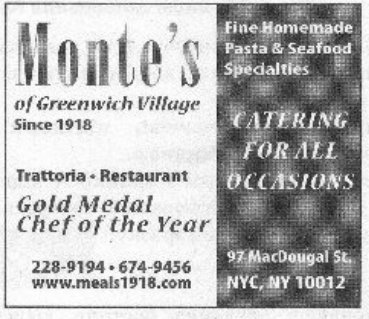 Monte's
of Greenwich Village
Since 1918
Trattoria • Restaurant
Gold Medal
Chef of the Year
228-9194 • 674-9456
www.meals1918.com
Fine Homemade
Pasta & Seafood
Specialties
CATERING
FOR ALL
OCCASIONS
97 MacDougal St.
NYC, NY 10012